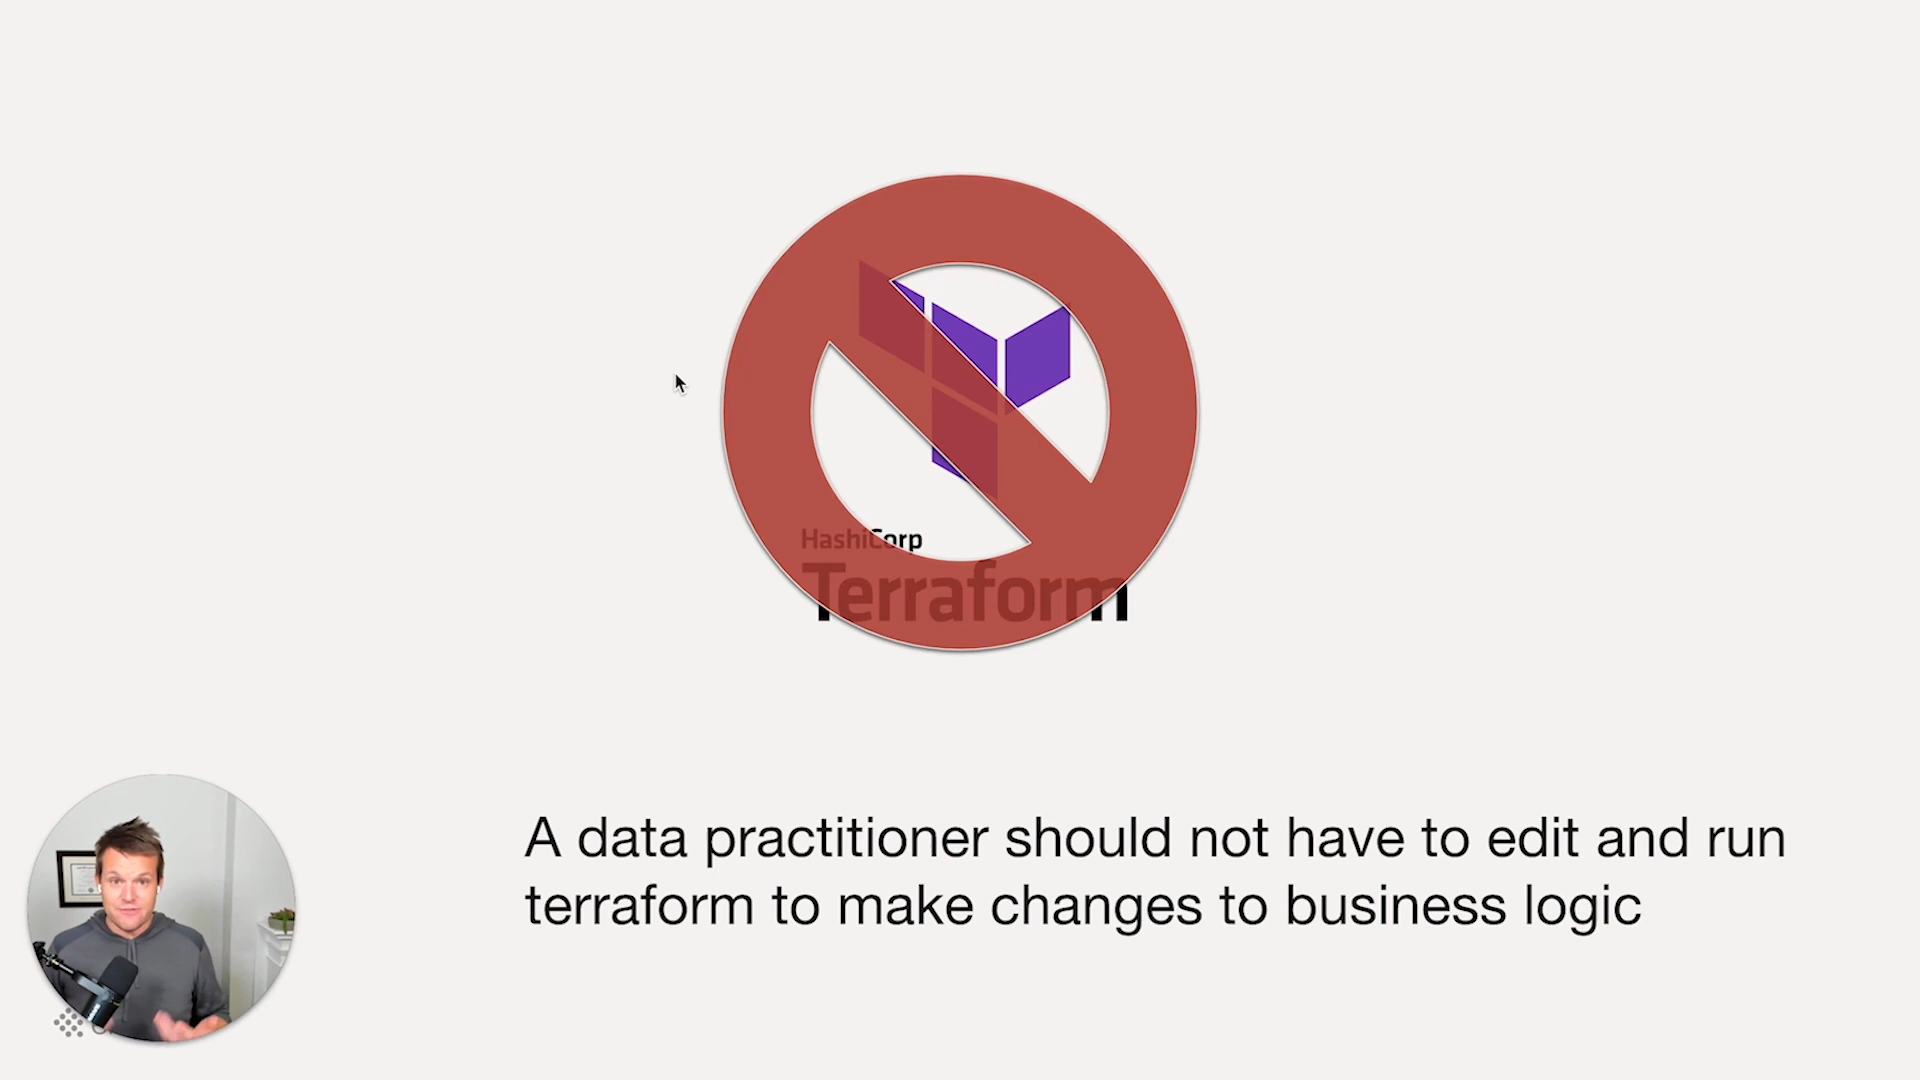 HashiCorp
Terraform
A data practitioner should not have to edit and run
terraform to make changes to business logic